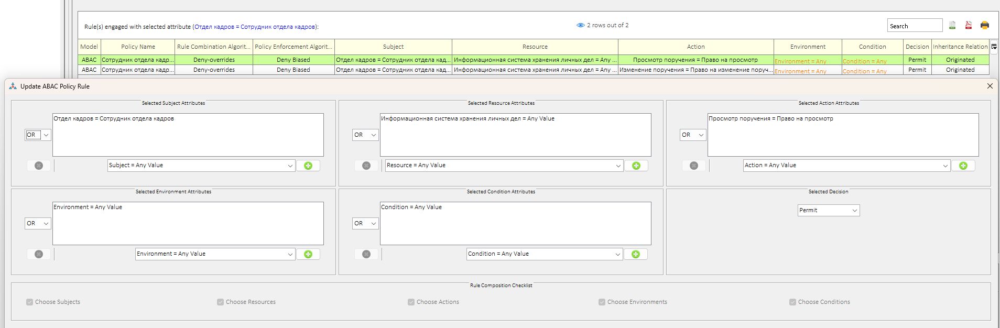 Rule(s) engaged with selected attribute (Отдел кадров = Сотрудник отдела кадров):
2 rows out of 2
Search
Model Policy Name Rule Combination Algorit... Policy Enforcement Algorit... Subject Resource Action Environment Condition Decision Inheritance Relation
ABAC Сотрудник отдела кадр... Deny-overrides Deny Biased Отдел кадров = Сотрудник отдела кад... Информационная система хранения личных дел = Any ... Просмотр поручения = Право на просмотр Environment = Any Condition = Any Permit Originated
ABAC Сотрудник отдела кадр... Deny-overrides Deny Biased Отдел кадров = Сотрудник отдела кад... Информационная система хранения личных дел = Any ... Изменение поручения = Право на изменение поруч... Environment = Any Condition = Any Permit Originated
Update ABAC Policy Rule
Selected Subject Attributes
OR
Отдел кадров = Сотрудник отдела кадров
Subject = Any Value
Selected Resource Attributes
OR
Информационная система хранения личных дел = Any Value
Resource = Any Value
Selected Action Attributes
OR
Просмотр поручения = Право на просмотр
Action = Any Value
Selected Environment Attributes
OR
Environment = Any Value
Environment = Any Value
Selected Condition Attributes
OR
Condition = Any Value
Condition = Any Value
Selected Decision
Permit
Rule Composition Checklist
Choose Subjects Choose Resources Choose Actions Choose Environments Choose Conditions